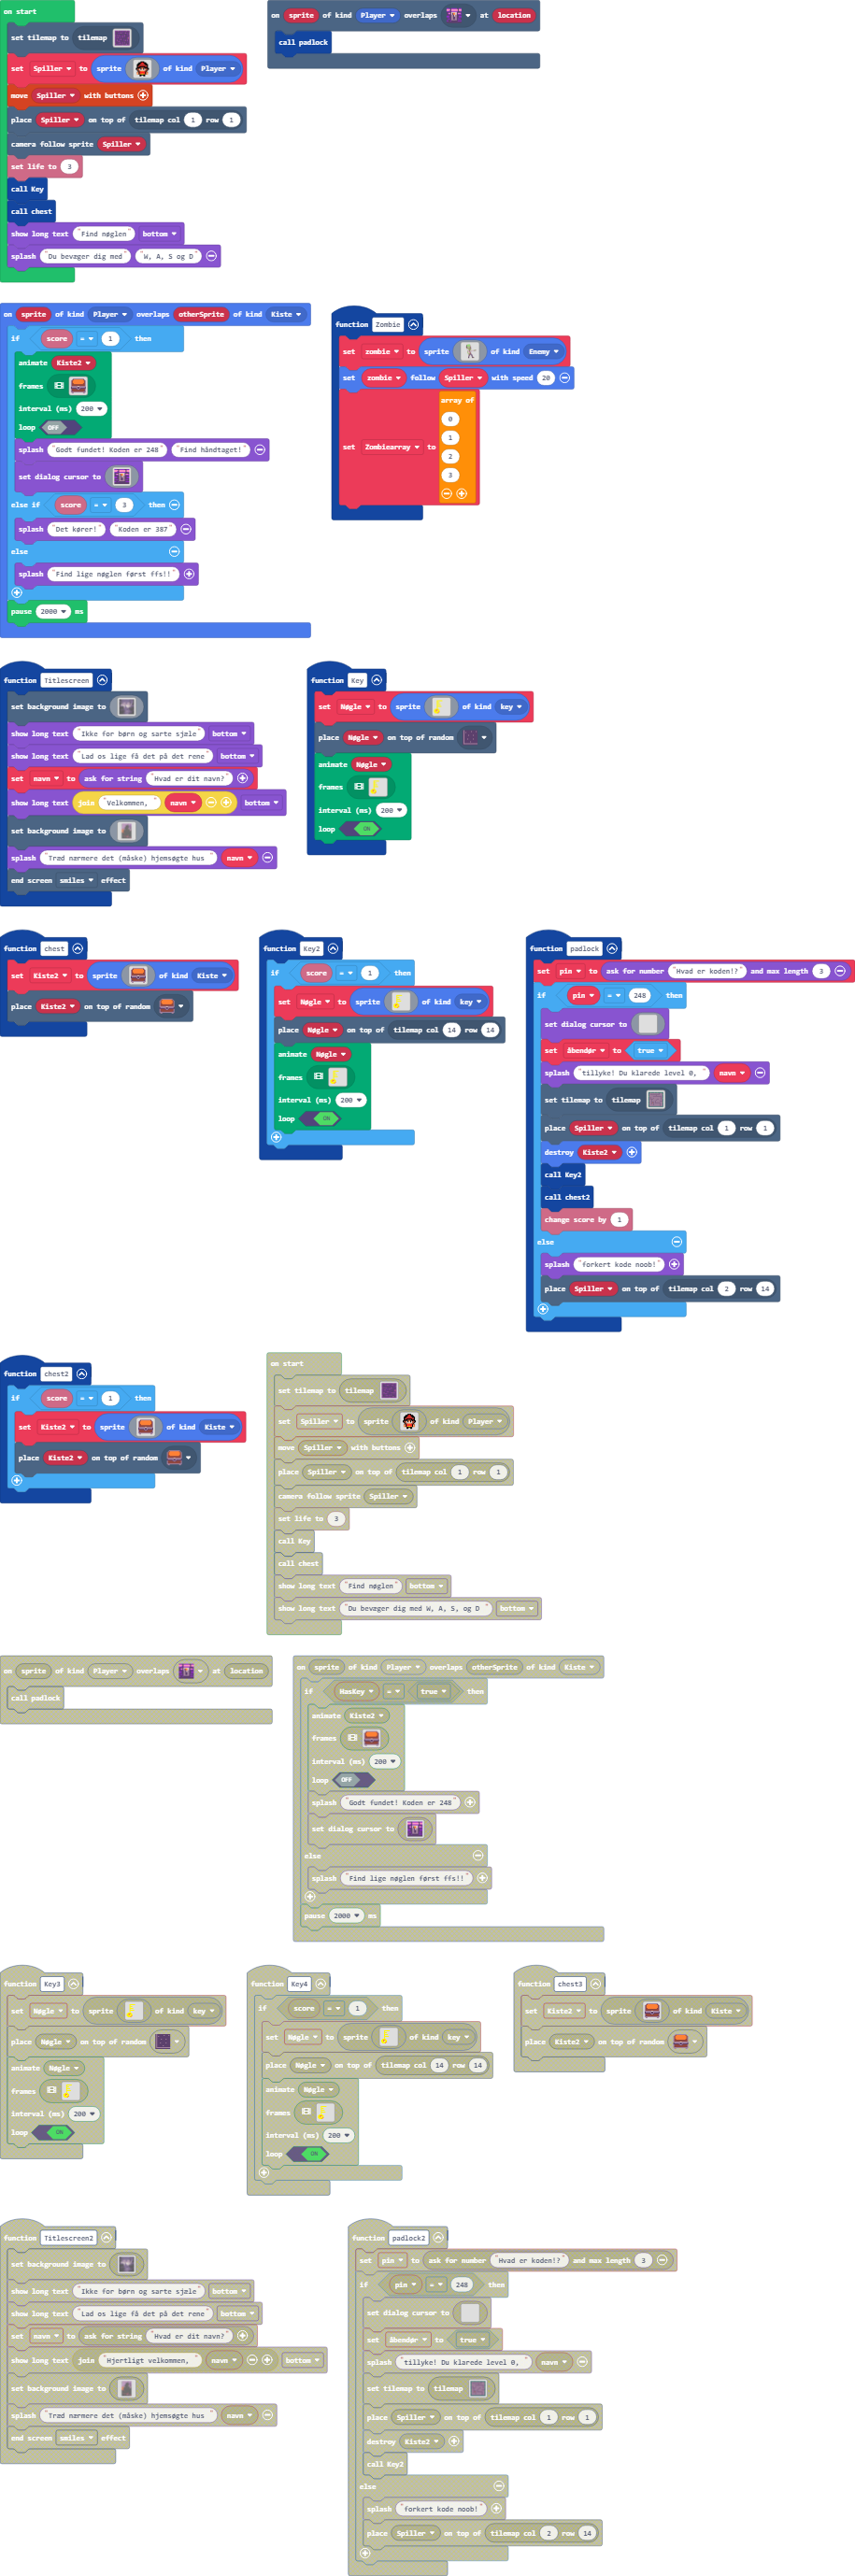 on start
set tilemap to tilemap
set Spiller to sprite of kind Player
move Spiller with buttons
place Spiller on top of tilemap col 1 row 1
camera follow sprite Spiller
set life to 3
call Key
call chest
show long text "Find nøglen" bottom
splash "Du bevæger dig med" "W, A, S og D"
on sprite of kind Player overlaps at location
call padlock
on sprite of kind Player overlaps otherSprite of kind Kiste
if score = 1 then
animate Kiste2
frames
interval (ms) 200
loop OFF
splash "Godt fundet! Koden er 248" "Find håndtaget!"
set dialog cursor to
else if score = 3 then
splash "Det kører!" "Koden er 387"
else
splash "Find lige nøglen først ffs!!"
pause 2000 ms
function Zombie
set zombie to sprite of kind Enemy
set zombie follow Spiller with speed 20
set Zombiearray to array of
0
1
2
3
function Titlescreen
set background image to
show long text "Ikke for børn og sarte sjæle" bottom
show long text "Lad os lige få det på det rene" bottom
set navn to ask for string "Hvad er dit navn?"
show long text join "Velkommen, " navn bottom
set background image to
splash "Træd nærmere det (måske) hjemsøgte hus " navn
end screen smiles effect
function Key
set Nøgle to sprite of kind key
place Nøgle on top of random
animate Nøgle
frames
interval (ms) 200
loop ON
function chest
set Kiste2 to sprite of kind Kiste
place Kiste2 on top of random
function Key2
if score = 1 then
set Nøgle to sprite of kind key
place Nøgle on top of tilemap col 14 row 14
animate Nøgle
frames
interval (ms) 200
loop ON
function padlock
set pin to ask for number "Hvad er koden!?" and max length 3
if pin = 248 then
set dialog cursor to
set åbendør to true
splash "tillyke! Du klarede level 0, " navn
set tilemap to tilemap
place Spiller on top of tilemap col 1 row 1
destroy Kiste2
call Key2
call chest2
change score by 1
else
splash "forkert kode noob!"
place Spiller on top of tilemap col 2 row 14
function chest2
if score = 1 then
set Kiste2 to sprite of kind Kiste
place Kiste2 on top of random
on start
set tilemap to tilemap
set Spiller to sprite of kind Player
move Spiller with buttons
place Spiller on top of tilemap col 1 row 1
camera follow sprite Spiller
set life to 3
call Key
call chest
show long text "Find nøglen" bottom
show long text "Du bevæger dig med W, A, S, og D " bottom
on sprite of kind Player overlaps at location
call padlock
on sprite of kind Player overlaps otherSprite of kind Kiste
if HasKey = true then
animate Kiste2
frames
interval (ms) 200
loop OFF
splash "Godt fundet! Koden er 248"
set dialog cursor to
else
splash "Find lige nøglen først ffs!!"
pause 2000 ms
function Key3
set Nøgle to sprite of kind key
place Nøgle on top of random
animate Nøgle
frames
interval (ms) 200
loop ON
function Key4
if score = 1 then
set Nøgle to sprite of kind key
place Nøgle on top of tilemap col 14 row 14
animate Nøgle
frames
interval (ms) 200
loop ON
function chest3
set Kiste2 to sprite of kind Kiste
place Kiste2 on top of random
function Titlescreen2
set background image to
show long text "Ikke for børn og sarte sjæle" bottom
show long text "Lad os lige få det på det rene" bottom
set navn to ask for string "Hvad er dit navn?"
show long text join "Hjertligt velkommen, " navn bottom
set background image to
splash "Træd nærmere det (måske) hjemsøgte hus " navn
end screen smiles effect
function padlock2
set pin to ask for number "Hvad er koden!?" and max length 3
if pin = 248 then
set dialog cursor to
set åbendør to true
splash "tillyke! Du klarede level 0, " navn
set tilemap to tilemap
place Spiller on top of tilemap col 1 row 1
destroy Kiste2
call Key2
else
splash "forkert kode noob!"
place Spiller on top of tilemap col 2 row 14